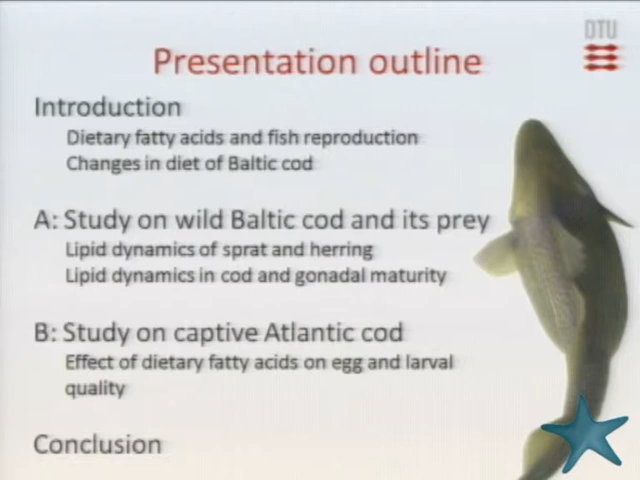 DTU
Presentation outline
Introduction
Dietary fatty acids and fish reproduction
Changes in diet of Baltic cod
A: Study on wild Baltic cod and its prey
Lipid dynamics of sprat and herring
Lipid dynamics in cod and gonadal maturity
B: Study on captive Atlantic cod
Effect of dietary fatty acids on egg and larval
quality
Conclusion